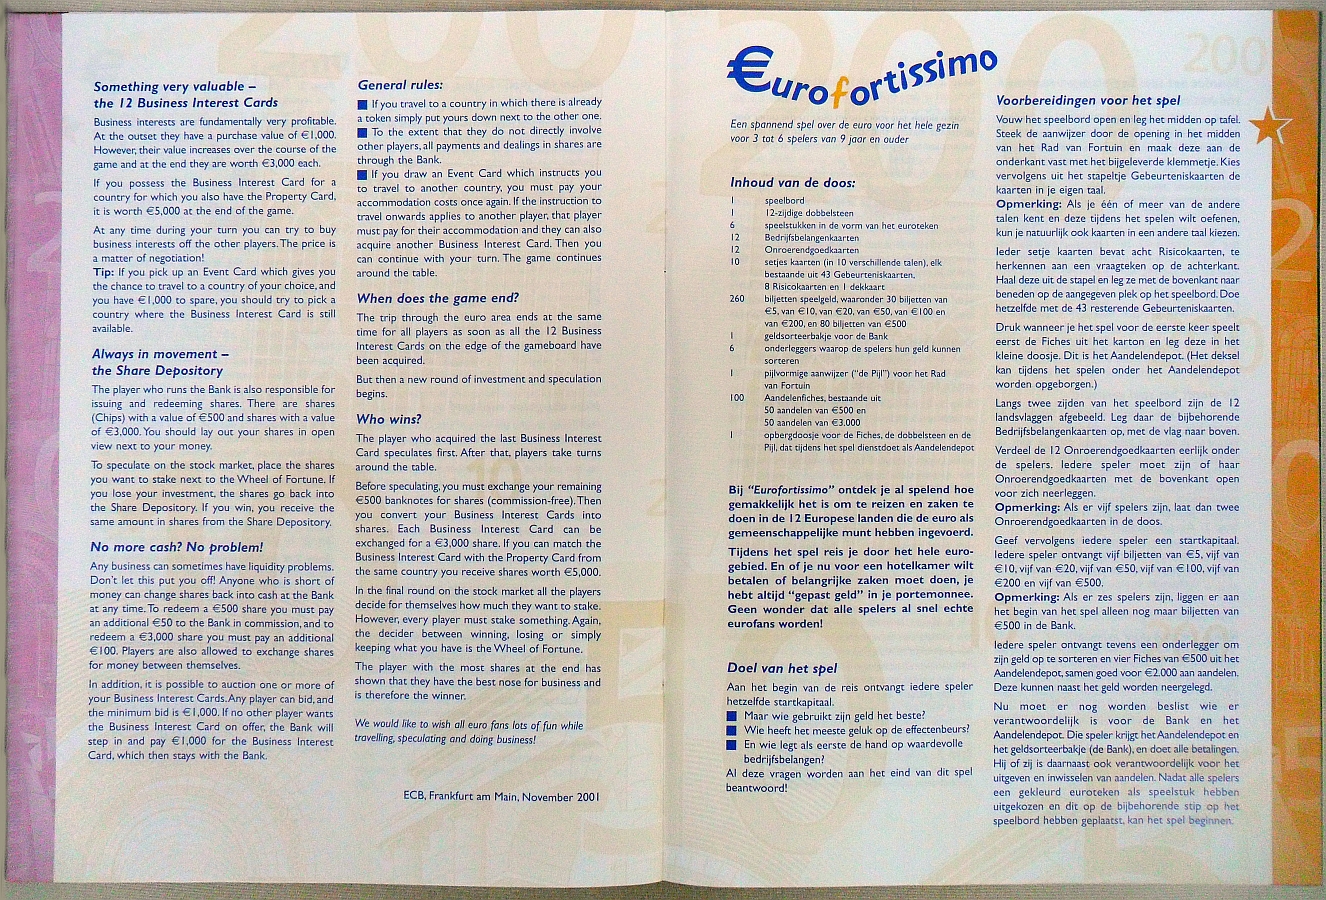 Something very valuable –
the 12 Business Interest Cards
Business interests are fundamentally very profitable.
At the outset they have a purchase value of €1,000.
However, their value increases over the course of the
game and at the end they are worth €3,000 each.
If you possess the Business Interest Card for a
country for which you also have the Property Card,
it is worth €5,000 at the end of the game.
At any time during your turn you can try to buy
business interests off the other players. The price is
a matter of negotiation!
Tip: If you pick up an Event Card which gives you
the chance to travel to a country of your choice, and
you have €1,000 to spare, you should try to pick a
country where the Business Interest Card is still
available.
Always in movement –
the Share Depository
The player who runs the Bank is also responsible for
issuing and redeeming shares. There are shares
(Chips) with a value of €500 and shares with a value
of €3,000. You should lay out your shares in open
view next to your money.
To speculate on the stock market, place the shares
you want to stake next to the Wheel of Fortune. If
you lose your investment, the shares go back into
the Share Depository. If you win, you receive the
same amount in shares from the Share Depository.
No more cash? No problem!
Any business can sometimes have liquidity problems.
Don't let this put you off! Anyone who is short of
money can change shares back into cash at the Bank
at any time. To redeem a €500 share you must pay
an additional €50 to the Bank in commission, and to
redeem a €3,000 share you must pay an additional
€100. Players are also allowed to exchange shares
for money between themselves.
In addition, it is possible to auction one or more of
your Business Interest Cards. Any player can bid, and
the minimum bid is €1,000. If no other player wants
the Business Interest Card on offer, the Bank will
step in and pay €1,000 for the Business Interest
Card, which then stays with the Bank.
General rules:
■ If you travel to a country in which there is already
a token simply put yours down next to the other one.
■ To the extent that they do not directly involve
other players, all payments and dealings in shares are
through the Bank.
■ If you draw an Event Card which instructs you
to travel to another country, you must pay your
accommodation costs once again. If the instruction to
travel onwards applies to another player, that player
must pay for their accommodation and they can also
acquire another Business Interest Card. Then you
can continue with your turn. The game continues
around the table.
When does the game end?
The trip through the euro area ends at the same
time for all players as soon as all the 12 Business
Interest Cards on the edge of the gameboard have
been acquired.
But then a new round of investment and speculation
begins.
Who wins?
The player who acquired the last Business Interest
Card speculates first. After that, players take turns
around the table.
Before speculating, you must exchange your remaining
€500 banknotes for shares (commission-free). Then
you convert your Business Interest Cards into
shares. Each Business Interest Card can be
exchanged for a €3,000 share. If you can match the
Business Interest Card with the Property Card from
the same country you receive shares worth €5,000.
In the final round on the stock market all the players
decide for themselves how much they want to stake.
However, every player must stake something. Again,
the decider between winning, losing or simply
keeping what you have is the Wheel of Fortune.
The player with the most shares at the end has
shown that they have the best nose for business and
is therefore the winner.
We would like to wish all euro fans lots of fun while
travelling, speculating and doing business!
ECB, Frankfurt am Main, November 2001
€urofortissimo
Een spannend spel over de euro voor het hele gezin
voor 3 tot 6 spelers van 9 jaar en ouder
Inhoud van de doos:
1 speelbord
1 12-zijdige dobbelsteen
6 speelstukken in de vorm van het euroteken
12 Bedrijfsbelangenkaarten
12 Onroerendgoedkaarten
10 setjes kaarten (in 10 verschillende talen), elk
bestaande uit 43 Gebeurteniskaarten,
8 Risicokaarten en 1 dekkaart
260 biljetten speelgeld, waaronder 30 biljetten van
€5, van €10, van €20, van €50, van €100 en
van €200, en 80 biljetten van €500
1 geldsorteerbakje voor de Bank
6 onderleggers waarop de spelers hun geld kunnen
sorteren
1 pijlvormige aanwijzer ("de Pijl") voor het Rad
van Fortuin
100 Aandelenfiches, bestaande uit
50 aandelen van €500 en
50 aandelen van €3.000
1 opbergdoosje voor de Fiches, de dobbelsteen en de
Pijl, dat tijdens het spel dienstdoet als Aandelendepot
Bij "Eurofortissimo" ontdek je al spelend hoe
gemakkelijk het is om te reizen en zaken te
doen in de 12 Europese landen die de euro als
gemeenschappelijke munt hebben ingevoerd.
Tijdens het spel reis je door het hele euro-
gebied. En of je nu voor een hotelkamer wilt
betalen of belangrijke zaken moet doen, je
hebt altijd "gepast geld" in je portemonnee.
Geen wonder dat alle spelers al snel echte
eurofans worden!
Doel van het spel
Aan het begin van de reis ontvangt iedere speler
hetzelfde startkapitaal.
■ Maar wie gebruikt zijn geld het beste?
■ Wie heeft het meeste geluk op de effectenbeurs?
■ En wie legt als eerste de hand op waardevolle
bedrijfsbelangen?
Al deze vragen worden aan het eind van dit spel
beantwoord!
Voorbereidingen voor het spel
Vouw het speelbord open en leg het midden op tafel.
Steek de aanwijzer door de opening in het midden
van het Rad van Fortuin en maak deze aan de
onderkant vast met het bijgeleverde klemmetje. Kies
vervolgens uit het stapeltje Gebeurteniskaarten de
kaarten in je eigen taal.
Opmerking: Als je één of meer van de andere
talen kent en deze tijdens het spelen wilt oefenen,
kun je natuurlijk ook kaarten in een andere taal kiezen.
Ieder setje kaarten bevat acht Risicokaarten, te
herkennen aan een vraagteken op de achterkant.
Haal deze uit de stapel en leg ze met de bovenkant naar
beneden op de aangegeven plek op het speelbord. Doe
hetzelfde met de 43 resterende Gebeurteniskaarten.
Druk wanneer je het spel voor de eerste keer speelt
eerst de Fiches uit het karton en leg deze in het
kleine doosje. Dit is het Aandelendepot. (Het deksel
kan tijdens het spelen onder het Aandelendepot
worden opgeborgen.)
Langs twee zijden van het speelbord zijn de 12
landsvlaggen afgebeeld. Leg daar de bijbehorende
Bedrijfsbelangenkaarten op, met de vlag naar boven.
Verdeel de 12 Onroerendgoedkaarten eerlijk onder
de spelers. Iedere speler moet zijn of haar
Onroerendgoedkaarten met de bovenkant open
voor zich neerleggen.
Opmerking: Als er vijf spelers zijn, laat dan twee
Onroerendgoedkaarten in de doos.
Geef vervolgens iedere speler een startkapitaal.
Iedere speler ontvangt vijf biljetten van €5, vijf van
€10, vijf van €20, vijf van €50, vijf van €100, vijf van
€200 en vijf van €500.
Opmerking: Als er zes spelers zijn, liggen er aan
het begin van het spel alleen nog maar biljetten van
€500 in de Bank.
Iedere speler ontvangt tevens een onderlegger om
zijn geld op te sorteren en vier Fiches van €500 uit het
Aandelendepot, samen goed voor €2.000 aan aandelen.
Deze kunnen naast het geld worden neergelegd.
Nu moet er nog worden beslist wie er
verantwoordelijk is voor de Bank en het
Aandelendepot. Die speler krijgt het Aandelendepot en
het geldsorteerbakje (de Bank), en doet alle betalingen.
Hij of zij is daarnaast ook verantwoordelijk voor het
uitgeven en inwisselen van aandelen. Nadat alle spelers
een gekleurd euroteken als speelstuk hebben
uitgekozen en dit op de bijbehorende stip op het
speelbord hebben geplaatst, kan het spel beginnen.